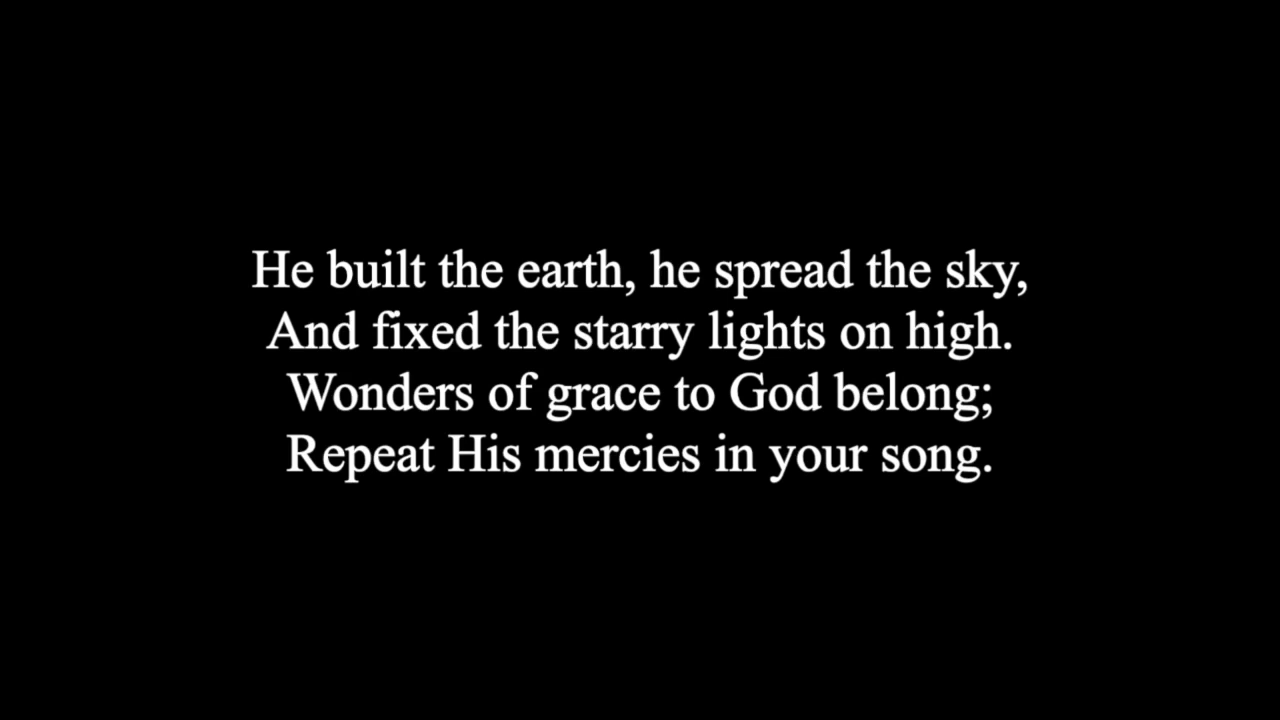 He built the earth, he spread the sky,
And fixed the starry lights on high.
Wonders of grace to God belong;
Repeat His mercies in your song.